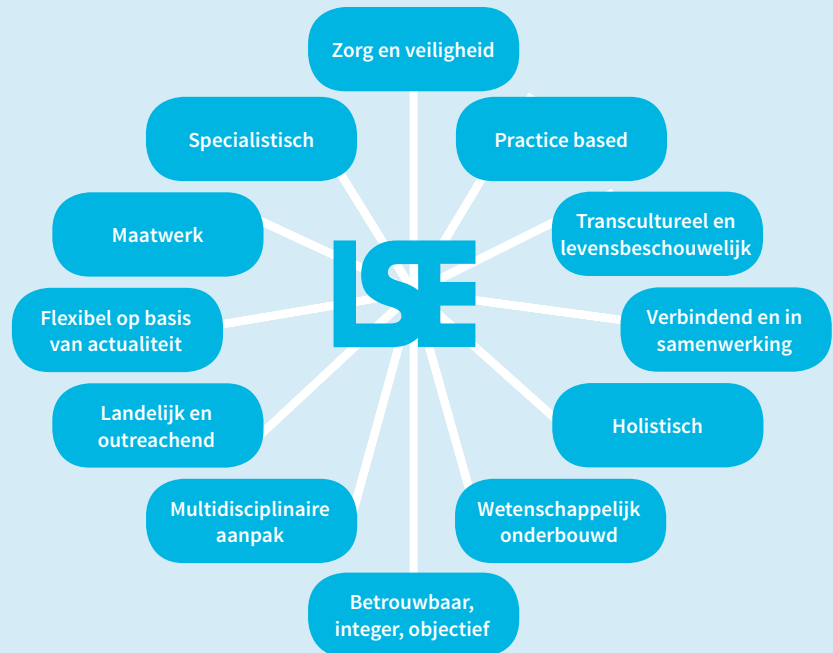 Zorg en veiligheid
Specialistisch
Practice based
Maatwerk
Transcultureel en
levensbeschouwelijk
LSE
Flexibel op basis
van actualiteit
Verbindend en in
samenwerking
Landelijk en
outreachend
Holistisch
Multidisciplinaire
aanpak
Wetenschappelijk
onderbouwd
Betrouwbaar,
integer, objectief